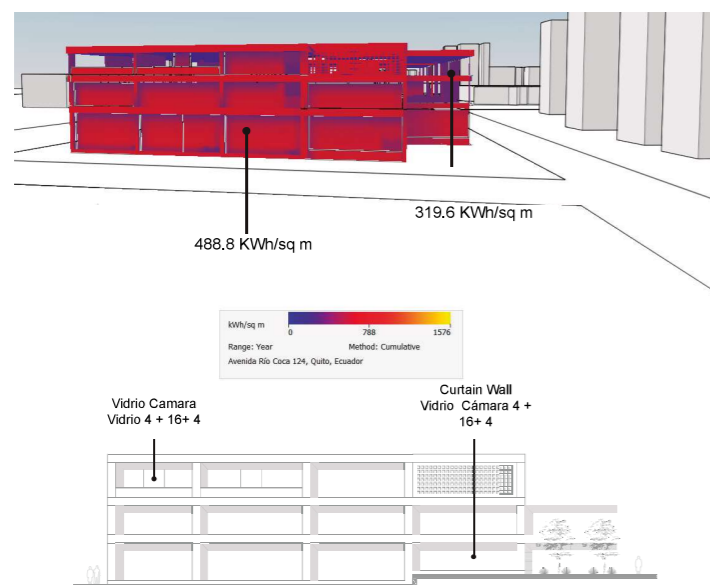 319.6 KWh/sq m
488.8 KWh/sq m
kWh/sq m
0 788 1576
Range: Year Method: Cumulative
Avenida Río Coca 124, Quito, Ecuador
Vidrio Camara
Vidrio 4 + 16+ 4
Curtain Wall
Vidrio Cámara 4 +
16+ 4